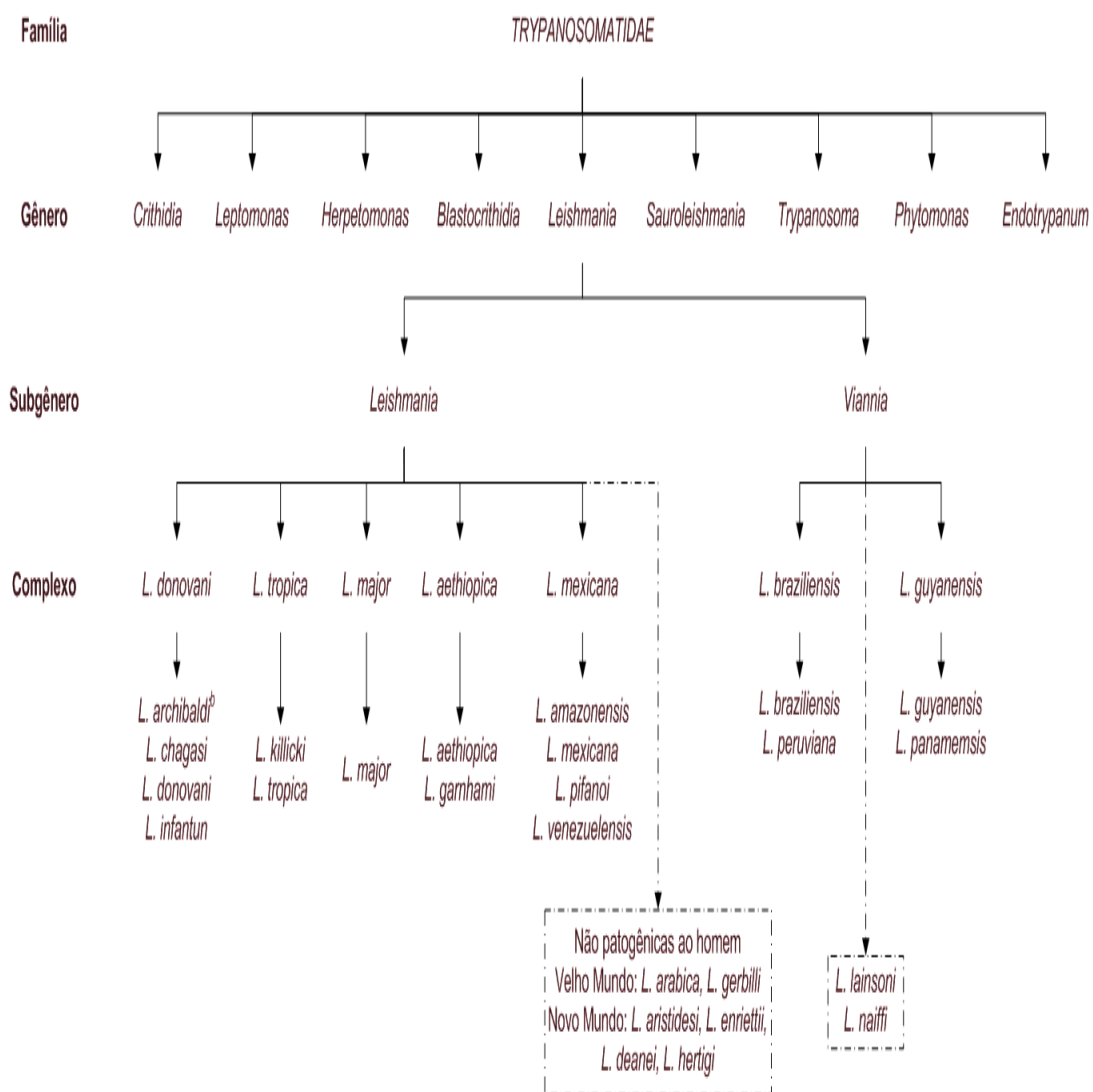 Família TRYPANOSOMATIDAE
Gênero Crithidia Leptomonas Herpetomonas Blastocrithidia Leishmania Sauroleishmania Trypanosoma Phytomonas Endotrypanum
Subgênero Leishmania Viannia
Complexo L. donovani L. tropica L. major L. aethiopica L. mexicana L. braziliensis L. guyanensis
L. archibaldiᵇ
L. chagasi
L. donovani
L. infantun
L. killicki
L. tropica
L. major
L. aethiopica
L. garnhami
L. amazonensis
L. mexicana
L. pifanoi
L. venezuelensis
L. braziliensis
L. peruviana
L. guyanensis
L. panamemsis
Não patogênicas ao homem
Velho Mundo: L. arabica, L. gerbilli
Novo Mundo: L. aristidesi, L. enriettii,
L. deanei, L. hertigi
L. lainsoni
L. naiffi